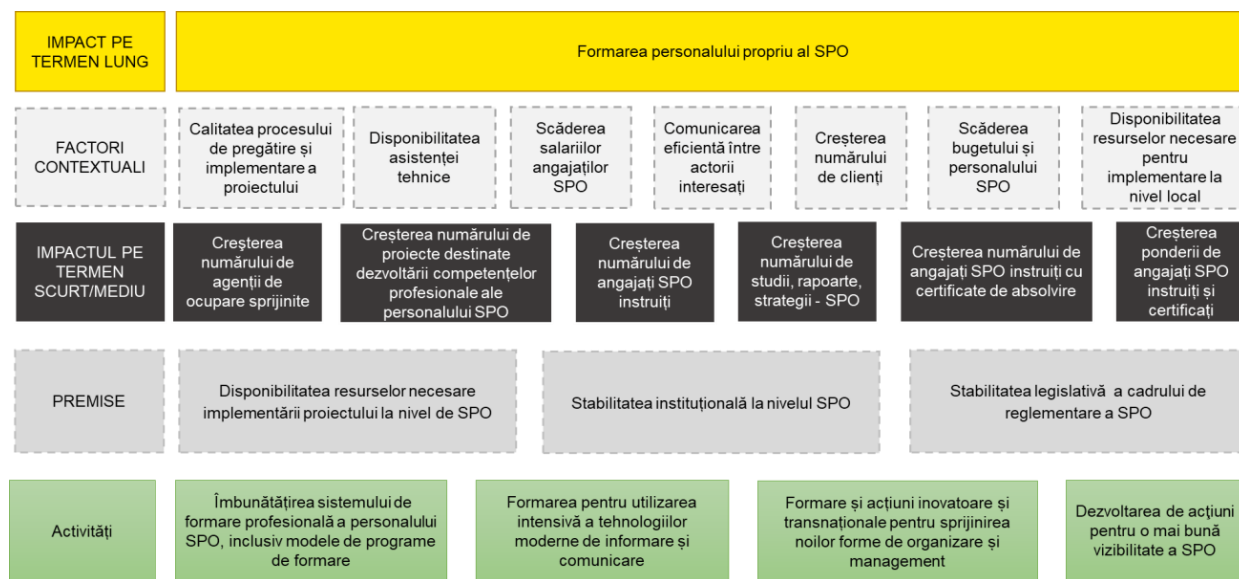 IMPACT PE
TERMEN LUNG
Formarea personalului propriu al SPO
FACTORI
CONTEXTUALI
Calitatea procesului
de pregătire și
implementare a
proiectului
Disponibilitatea
asistenței
tehnice
Scăderea
salariilor
angajaților
SPO
Comunicarea
eficientă între
actorii
interesați
Creșterea
numărului
de clienți
Scăderea
bugetului și
personalului
SPO
Disponibilitatea
resurselor necesare
pentru
implementare la
nivel local
IMPACTUL PE
TERMEN
SCURT/MEDIU
Creşterea
numărului de
agenții de
ocupare sprijinite
Creșterea numărului de
proiecte destinate
dezvoltării competențelor
profesionale ale
personalului SPO
Creșterea
numărului de
angajați SPO
instruiți
Creșterea
numărului de
studii, rapoarte,
strategii - SPO
Creșterea numărului de
angajați SPO instruiți cu
certificate de absolvire
Creșterea
ponderii de
angajați SPO
instruiți și
certificați
PREMISE
Disponibilitatea resurselor necesare
implementării proiectului la nivel de SPO
Stabilitatea instituțională la nivelul SPO
Stabilitatea legislativă a cadrului de
reglementare a SPO
Activități
Îmbunătățirea sistemului de
formare profesională a personalului
SPO, inclusiv modele de programe
de formare
Formarea pentru utilizarea
intensivă a tehnologiilor
moderne de informare și
comunicare
Formare și acțiuni inovatoare și
transnaționale pentru sprijinirea
noilor forme de organizare și
management
Dezvoltarea de acţiuni
pentru o mai bună
vizibilitate a SPO